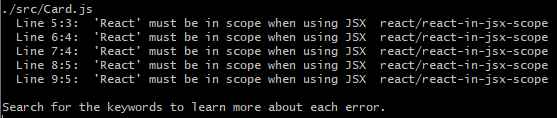 ./src/Card.js
  Line 5:3:  'React' must be in scope when using JSX  react/react-in-jsx-scope
  Line 6:4:  'React' must be in scope when using JSX  react/react-in-jsx-scope
  Line 7:4:  'React' must be in scope when using JSX  react/react-in-jsx-scope
  Line 8:5:  'React' must be in scope when using JSX  react/react-in-jsx-scope
  Line 9:5:  'React' must be in scope when using JSX  react/react-in-jsx-scope

Search for the keywords to learn more about each error.